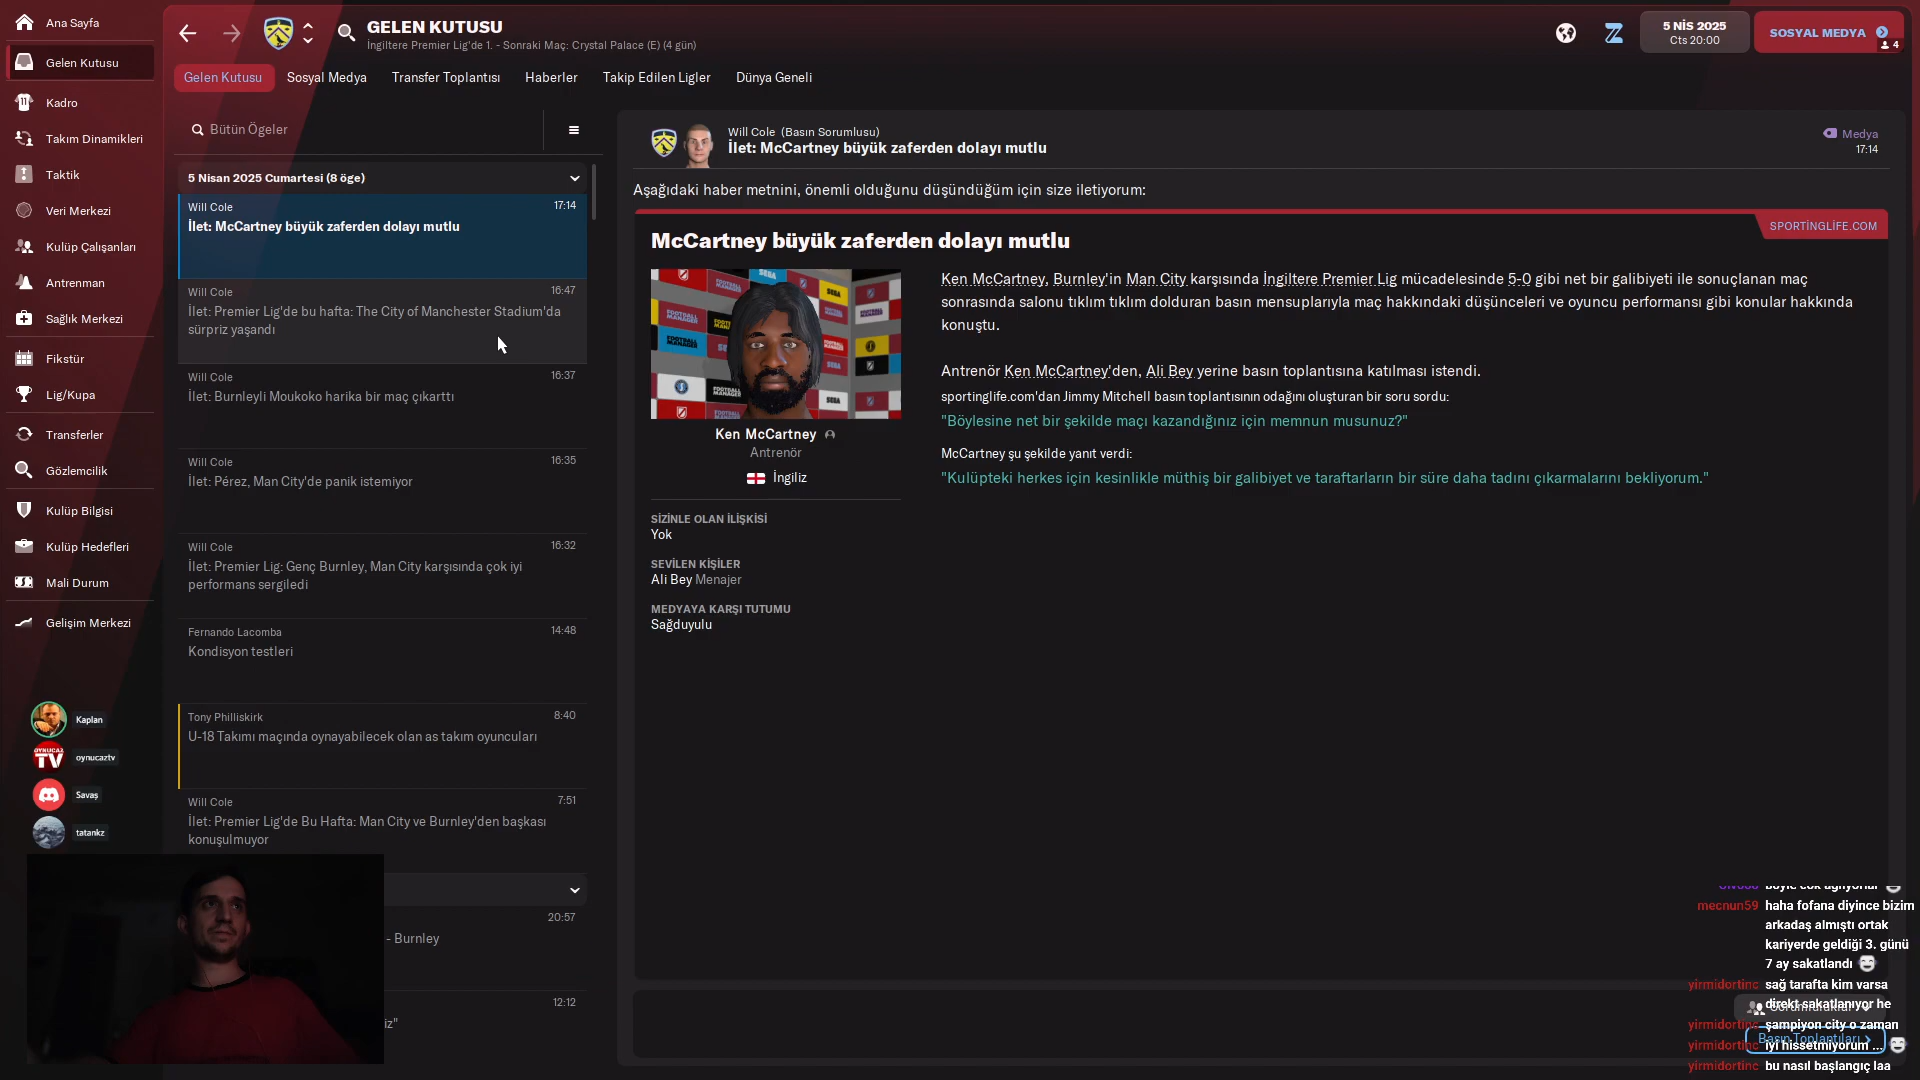 Ana Sayfa
Gelen Kutusu
Kadro
Takım Dinamikleri
Taktik
Veri Merkezi
Kulüp Çalışanları
Antrenman
Sağlık Merkezi
Fikstür
Lig/Kupa
Transferler
Gözlemcilik
Kulüp Bilgisi
Kulüp Hedefleri
Mali Durum
Gelişim Merkezi
Kaplan
OYNUCAZ TV
oynucaztv
Savaş
tatankz
GELEN KUTUSU
İngiltere Premier Lig'de 1. - Sonraki Maç: Crystal Palace (E) (4 gün)
5 NİS 2025
Cts 20:00
SOSYAL MEDYA
4
Gelen Kutusu
Sosyal Medya
Transfer Toplantısı
Haberler
Takip Edilen Ligler
Dünya Geneli
Bütün Ögeler
5 Nisan 2025 Cumartesi (8 öge)
Will Cole 17:14
İlet: McCartney büyük zaferden dolayı mutlu
Will Cole 16:47
İlet: Premier Lig'de bu hafta: The City of Manchester Stadium'da
sürpriz yaşandı
Will Cole 16:37
İlet: Burnleyli Moukoko harika bir maç çıkarttı
Will Cole 16:35
İlet: Pérez, Man City'de panik istemiyor
Will Cole 16:32
İlet: Premier Lig: Genç Burnley, Man City karşısında çok iyi
performans sergiledi
Fernando Lacomba 14:48
Kondisyon testleri
Tony Philliskirk 8:40
U-18 Takımı maçında oynayabilecek olan as takım oyuncuları
Will Cole 7:51
İlet: Premier Lig'de Bu Hafta: Man City ve Burnley'den başkası
konuşulmuyor
20:57
- Burnley
12:12
iz"
Will Cole (Basın Sorumlusu)
İlet: McCartney büyük zaferden dolayı mutlu
Medya
17:14
Aşağıdaki haber metnini, önemli olduğunu düşündüğüm için size iletiyorum:
SPORTİNGLİFE.COM
McCartney büyük zaferden dolayı mutlu
Ken McCartney
Antrenör
İngiliz
SİZİNLE OLAN İLİŞKİSİ
Yok
SEVİLEN KİŞİLER
Ali Bey Menajer
MEDYAYA KARŞI TUTUMU
Sağduyulu
Ken McCartney, Burnley'in Man City karşısında İngiltere Premier Lig mücadelesinde 5-0 gibi net bir galibiyeti ile sonuçlanan maç
sonrasında salonu tıklım tıklım dolduran basın mensuplarıyla maç hakkındaki düşünceleri ve oyuncu performansı gibi konular hakkında
konuştu.
Antrenör Ken McCartney'den, Ali Bey yerine basın toplantısına katılması istendi.
sportinglife.com'dan Jimmy Mitchell basın toplantısının odağını oluşturan bir soru sordu:
"Böylesine net bir şekilde maçı kazandığınız için memnun musunuz?"
McCartney şu şekilde yanıt verdi:
"Kulüpteki herkes için kesinlikle müthiş bir galibiyet ve taraftarların bir süre daha tadını çıkarmalarını bekliyorum."
mecnun59 haha fofana diyince bizim
arkadaş almıştı ortak
kariyerde geldiği 3. günü
7 ay sakatlandı
yirmidortinc sağ tarafta kim varsa
direkt sakatlanıyor he
yirmidortinc şampiyon city o zaman
Basın Toplantıları
yirmidortinc iyi hissetmiyorum ...
yirmidortinc bu nasıl başlangıç laa